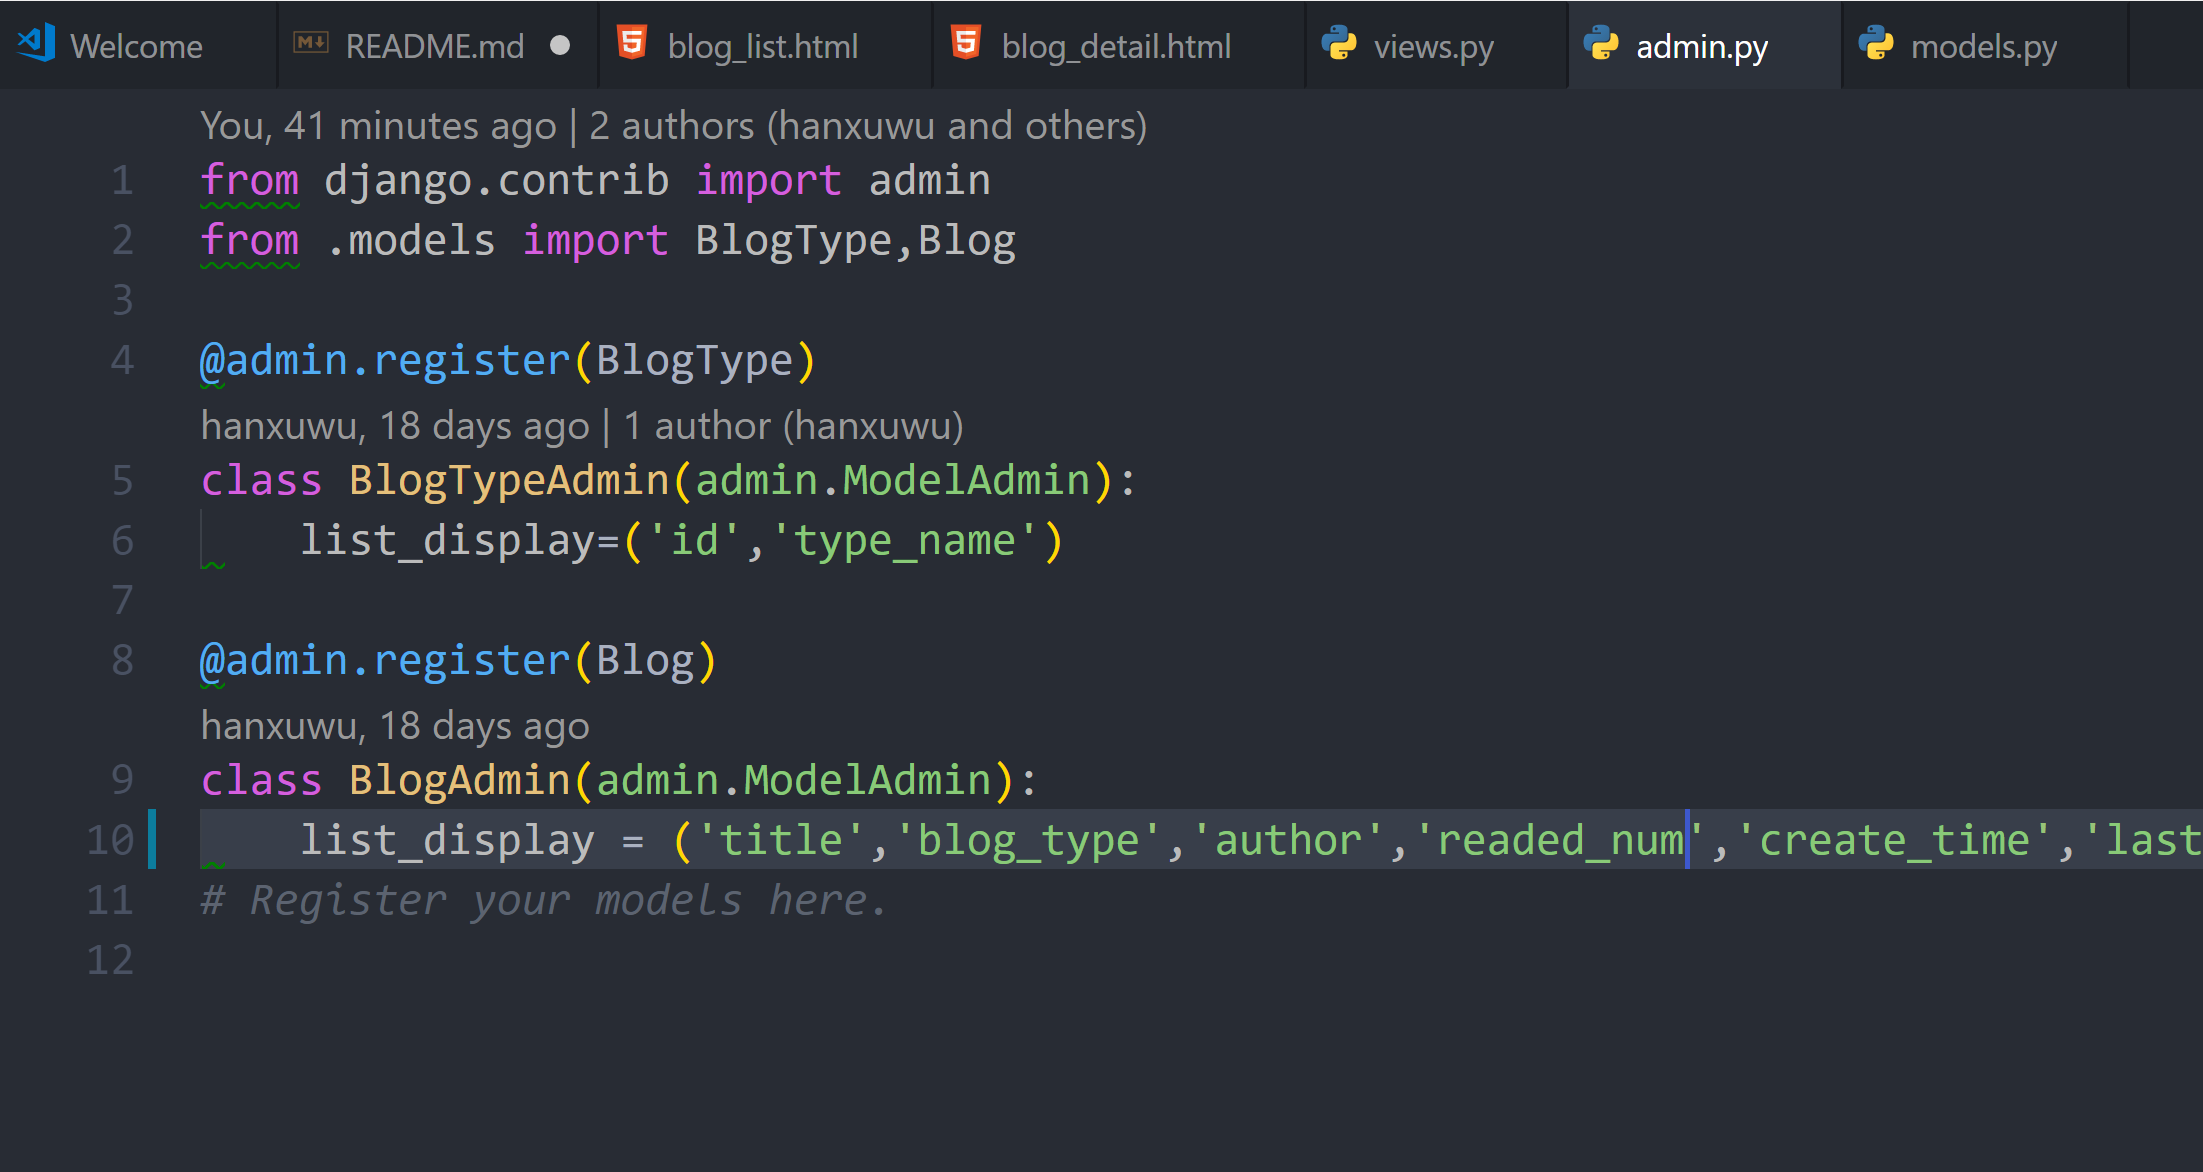 Welcome README.md blog_list.html blog_detail.html views.py admin.py models.py
You, 41 minutes ago | 2 authors (hanxuwu and others)
1 from django.contrib import admin
2 from .models import BlogType,Blog
3
4 @admin.register(BlogType)
hanxuwu, 18 days ago | 1 author (hanxuwu)
5 class BlogTypeAdmin(admin.ModelAdmin):
6     list_display=('id','type_name')
7
8 @admin.register(Blog)
hanxuwu, 18 days ago
9 class BlogAdmin(admin.ModelAdmin):
10     list_display = ('title','blog_type','author','readed_num','create_time','last
11 # Register your models here.
12